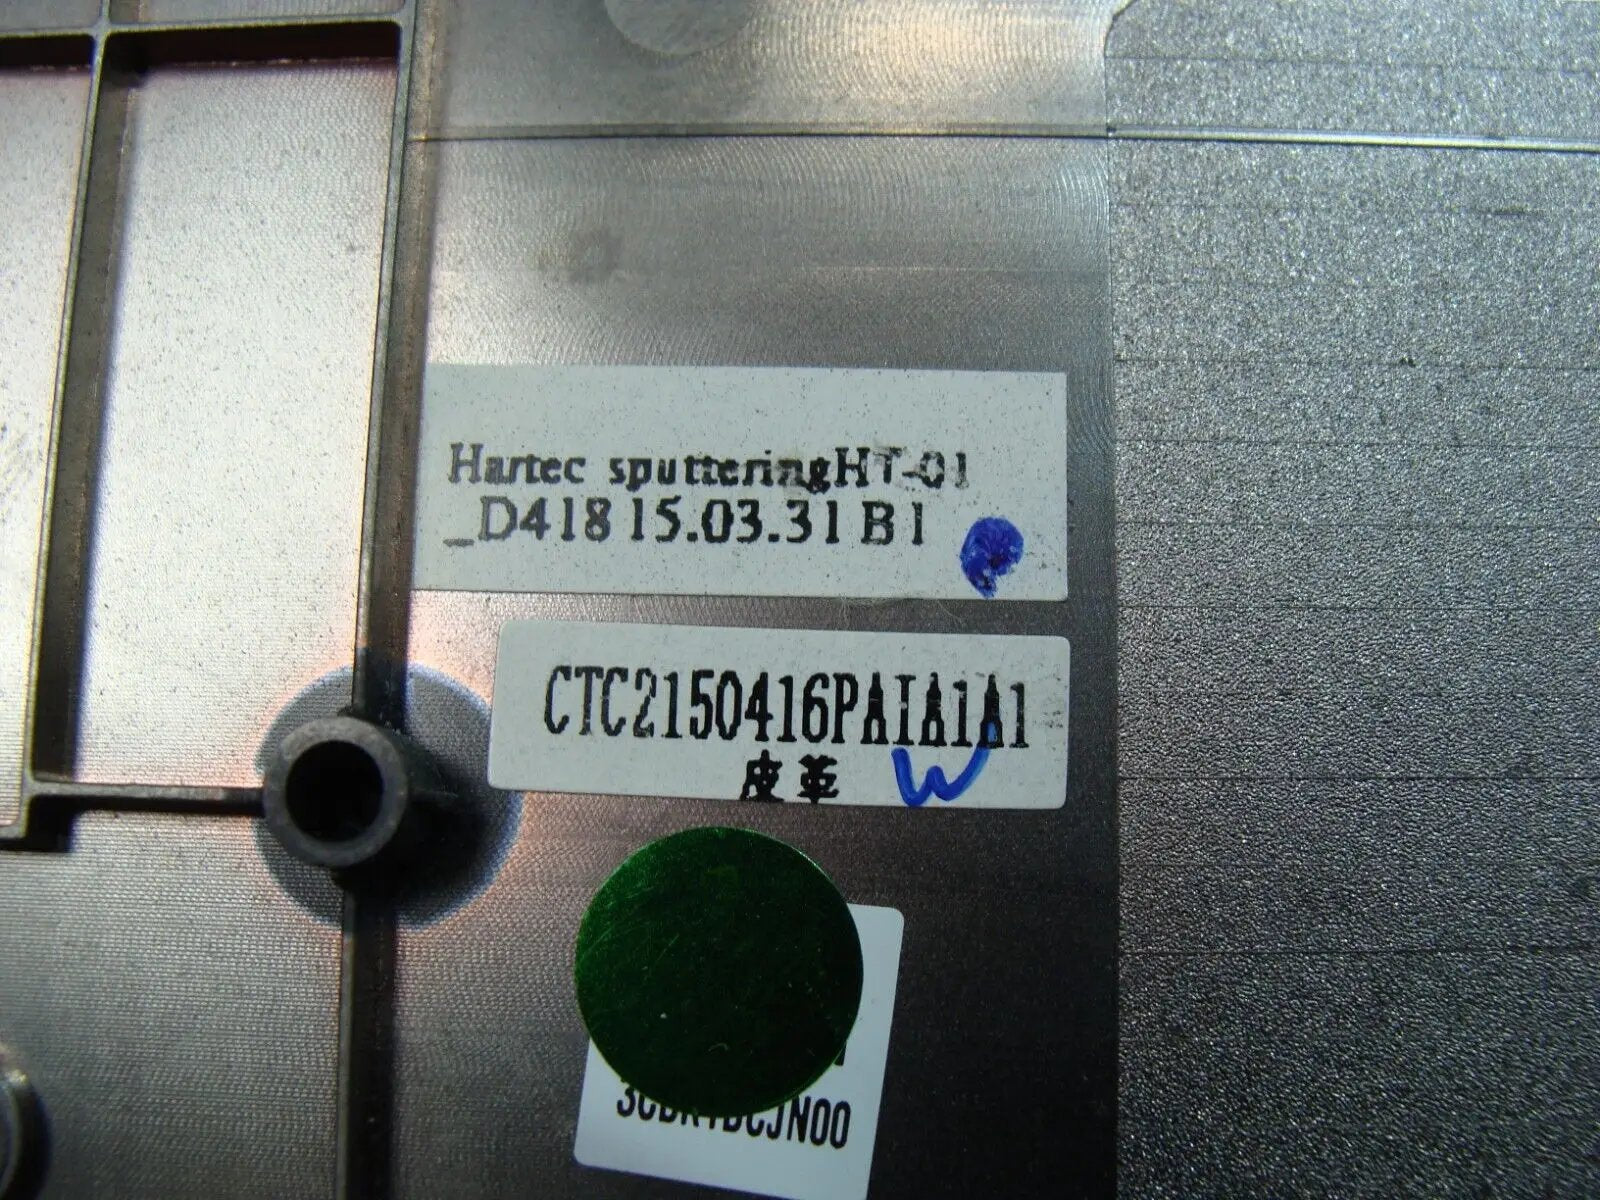 Hartec sputteringHT-01
_D418 15.03.31 B1
CTC2150416PAIA1A1
皮革
W